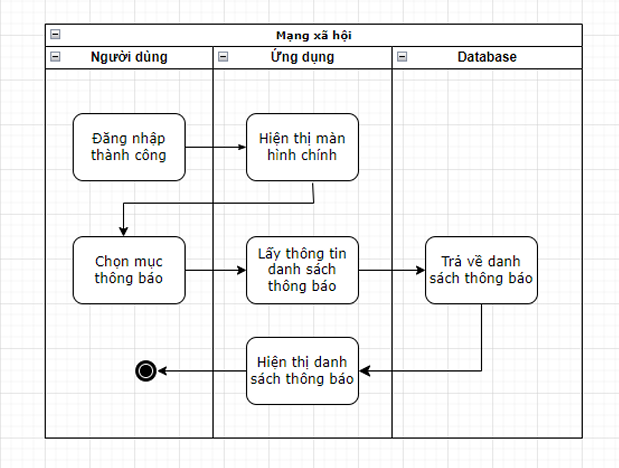 Mạng xã hội
Người dùng
Ứng dụng
Database
Đăng nhập
thành công
Hiện thị màn
hình chính
Chọn mục
thông báo
Lấy thông tin
danh sách
thông báo
Trả về danh
sách thông báo
Hiện thị danh
sách thông báo